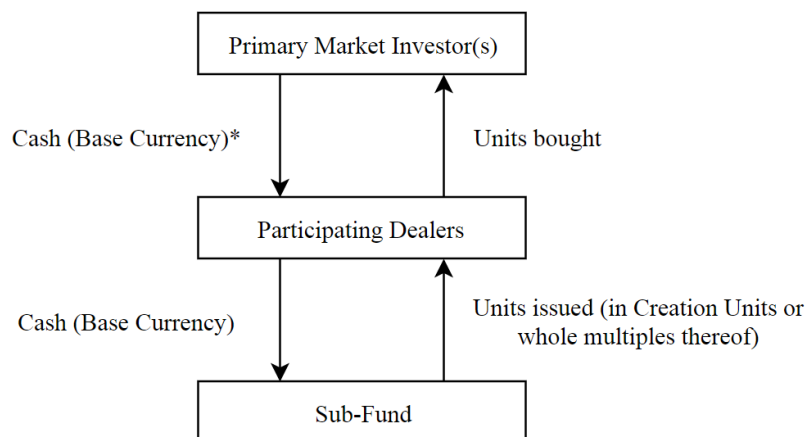 Primary Market Investor(s)
Cash (Base Currency)*
Units bought
Participating Dealers
Cash (Base Currency)
Units issued (in Creation Units or
whole multiples thereof)
Sub-Fund